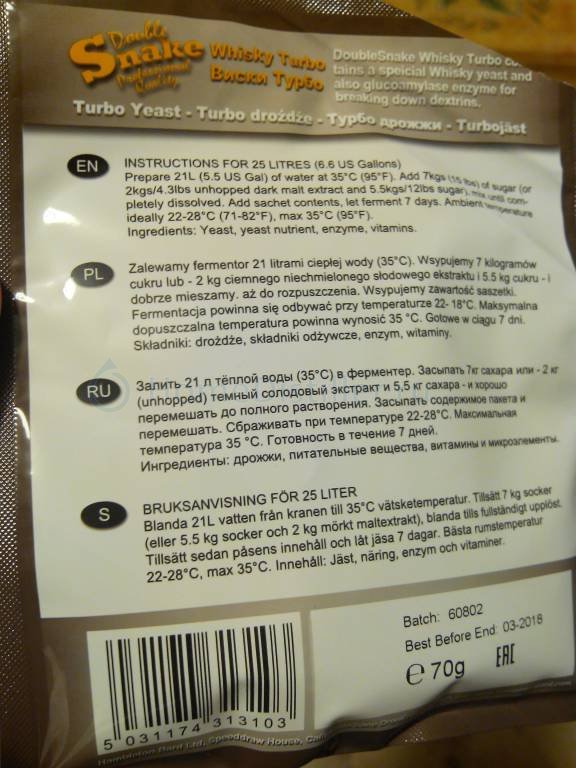 Double Snake
Professional Quality
Whisky Turbo
Виски Турбо
DoubleSnake Whisky Turbo
tains a speicial Whisky yeast and
also glucoamylase enzyme for
breaking down dextrins.
Turbo Yeast - Turbo drożdże - Турбо дрожжи - Turbojäst
EN
INSTRUCTIONS FOR 25 LITRES (6.6 US Gallons)
Prepare 21L (5.5 US Gal) of water at 35°C (95°F). Add 7kgs (15 lbs) of sugar (or
2kgs/4.3lbs unhopped dark malt extract and 5.5kgs/12lbs sugar), mix until com-
pletely dissolved. Add sachet contents, let ferment 7 days. Ambient temperature
ideally 22-28°C (71-82°F), max 35°C (95°F).
Ingredients: Yeast, yeast nutrient, enzyme, vitamins.
PL
Zalewamy fermentor 21 litrami ciepłej wody (35°C). Wsypujemy 7 kilogramów
cukru lub - 2 kg ciemnego niechmielonego słodowego ekstraktu i 5.5 kg cukru - i
dobrze mieszamy. aż do rozpuszczenia. Wsypujemy zawartość saszetki.
Fermentacja powinna się odbywać przy temperaturze 22- 18°C. Maksymalna
dopuszczalna temperatura powinna wynosić 35 °C. Gotowe w ciągu 7 dni.
Składniki: drożdże, składniki odżywcze, enzym, witaminy.
RU
Залить 21 л тёплой воды (35°C) в ферментер. Засыпать 7кг сахара или - 2 кг
(unhopped) темный солодовый экстракт и 5,5 кг сахара - и хорошо
перемешать до полного растворения. Засыпать содержимое пакета и
перемешать. Сбраживать при температуре 22-28°C. Максимальная
температура 35 °C. Готовность в течение 7 дней.
Ингредиенты: дрожжи, питательные вещества, витамины и микроэлементы.
S
BRUKSANVISNING FÖR 25 LITER
Blanda 21L vatten från kranen till 35°C vätsketemperatur. Tillsätt 7 kg socker
(eller 5.5 kg socker och 2 kg mörkt maltextrakt), blanda tills fullständigt upplöst.
Tillsätt sedan påsens innehåll och låt jäsa 7 dagar. Bästa rumstemperatur
22-28°C, max 35°C. Innehåll: Jäst, näring, enzym och vitaminer.
Batch: 60802
Best Before End: 03-2018
℮ 70g EAC
5 031174 313103
Hambleton Bard Ltd, Speedraw House,